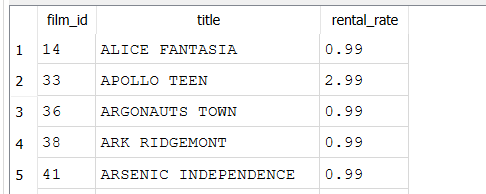 film_id title rental_rate
1 14 ALICE FANTASIA 0.99
2 33 APOLLO TEEN 2.99
3 36 ARGONAUTS TOWN 0.99
4 38 ARK RIDGEMONT 0.99
5 41 ARSENIC INDEPENDENCE 0.99